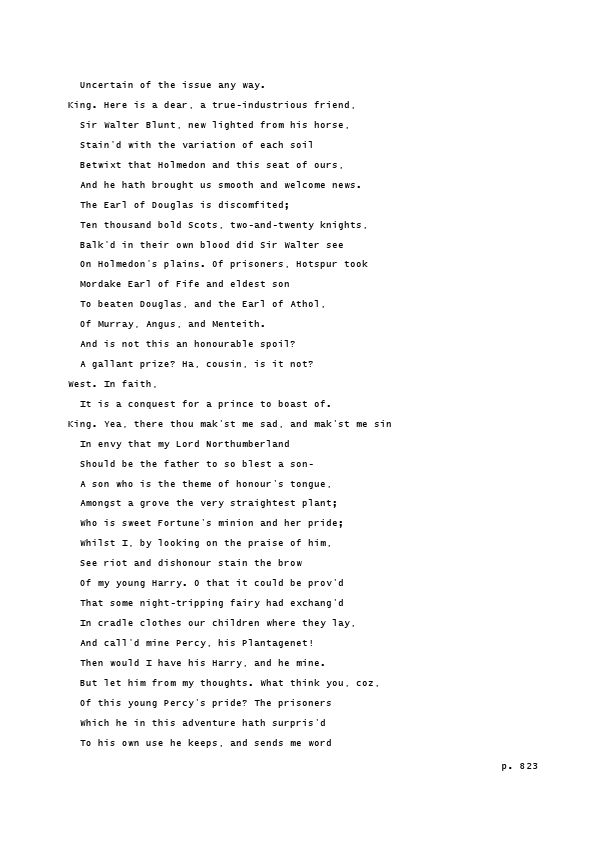 Uncertain of the issue any way.
King. Here is a dear, a true-industrious friend,
Sir Walter Blunt, new lighted from his horse,
Stain'd with the variation of each soil
Betwixt that Holmedon and this seat of ours,
And he hath brought us smooth and welcome news.
The Earl of Douglas is discomfited;
Ten thousand bold Scots, two-and-twenty knights,
Balk'd in their own blood did Sir Walter see
On Holmedon's plains. Of prisoners, Hotspur took
Mordake Earl of Fife and eldest son
To beaten Douglas, and the Earl of Athol,
Of Murray, Angus, and Menteith.
And is not this an honourable spoil?
A gallant prize? Ha, cousin, is it not?
West. In faith,
It is a conquest for a prince to boast of.
King. Yea, there thou mak'st me sad, and mak'st me sin
In envy that my Lord Northumberland
Should be the father to so blest a son-
A son who is the theme of honour's tongue,
Amongst a grove the very straightest plant;
Who is sweet Fortune's minion and her pride;
Whilst I, by looking on the praise of him,
See riot and dishonour stain the brow
Of my young Harry. O that it could be prov'd
That some night-tripping fairy had exchang'd
In cradle clothes our children where they lay,
And call'd mine Percy, his Plantagenet!
Then would I have his Harry, and he mine.
But let him from my thoughts. What think you, coz,
Of this young Percy's pride? The prisoners
Which he in this adventure hath surpris'd
To his own use he keeps, and sends me word
p. 823